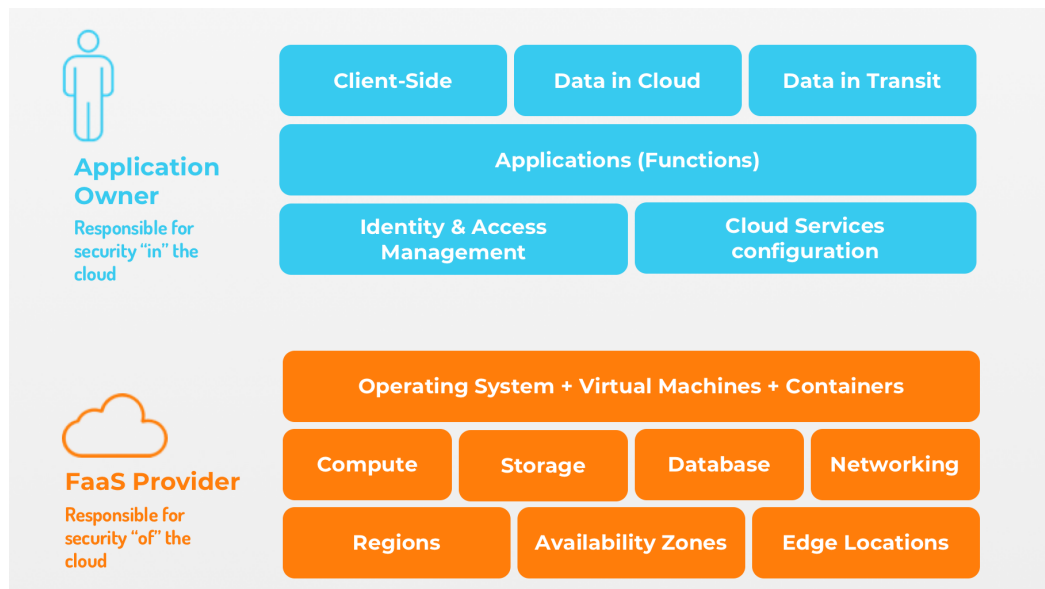 Client-Side
Data in Cloud
Data in Transit
Applications (Functions)
Identity & Access
Management
Cloud Services
configuration
Application
Owner
Responsible for
security “in” the
cloud
Operating System + Virtual Machines + Containers
Compute
Storage
Database
Networking
Regions
Availability Zones
Edge Locations
FaaS Provider
Responsible for
security “of” the
cloud